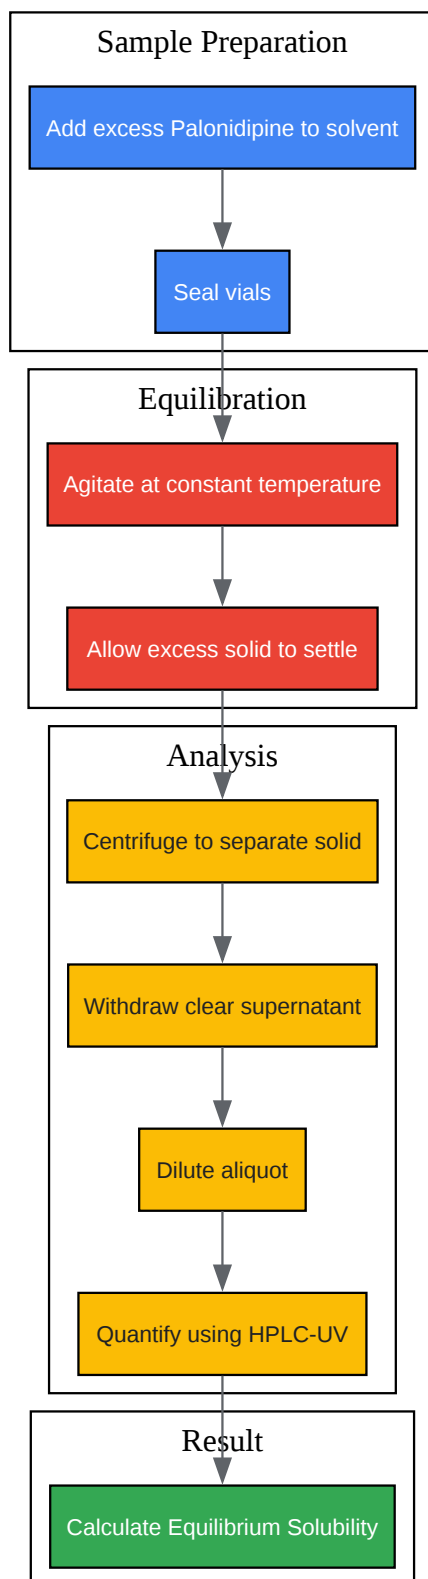 Sample Preparation
Add excess Palonidipine to solvent
Seal vials
Equilibration
Agitate at constant temperature
Allow excess solid to settle
Analysis
Centrifuge to separate solid
Withdraw clear supernatant
Dilute aliquot
Quantify using HPLC-UV
Result
Calculate Equilibrium Solubility